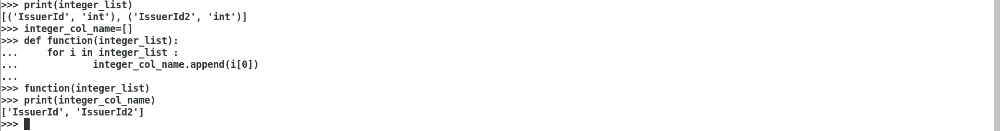 >>> print(integer_list)
[('IssuerId', 'int'), ('IssuerId2', 'int')]
>>> integer_col_name=[]
>>> def function(integer_list):
...     for i in integer_list :
...             integer_col_name.append(i[0])
...
>>> function(integer_list)
>>> print(integer_col_name)
['IssuerId', 'IssuerId2']
>>>